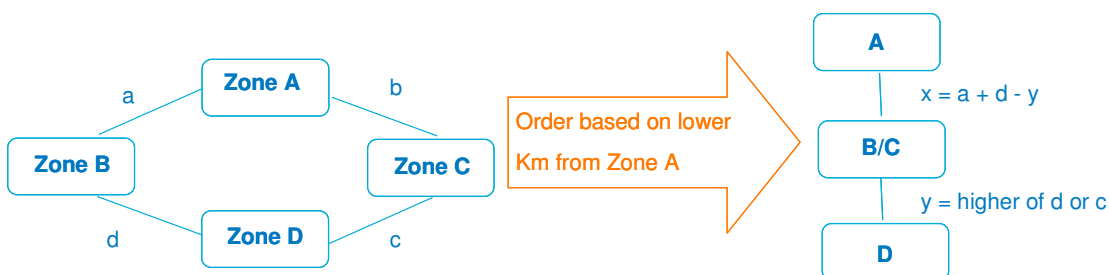 Zone A
a
b
Zone B
Zone C
d
Zone D
c
Order based on lower
Km from Zone A
A
x = a + d - y
B/C
y = higher of d or c
D